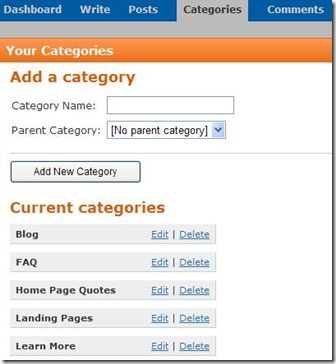 Dashboard Write Posts Categories Comments
Your Categories
Add a category
Category Name:
Parent Category: [No parent category]
Add New Category
Current categories
Blog Edit | Delete
FAQ Edit | Delete
Home Page Quotes Edit | Delete
Landing Pages Edit | Delete
Learn More Edit | Delete